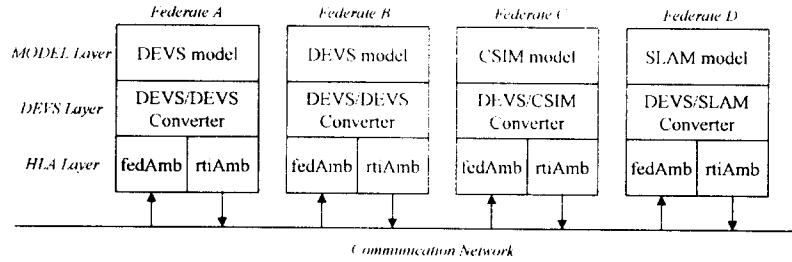 Federate A Federate B Federate C Federate D
MODEL Layer DEVS model DEVS model CSIM model SLAM model
DEVS Layer DEVS/DEVS Converter DEVS/DEVS Converter DEVS/CSIM Converter DEVS/SLAM Converter
HLA Layer fedAmb rtiAmb fedAmb rtiAmb fedAmb rtiAmb fedAmb rtiAmb
Communication Network